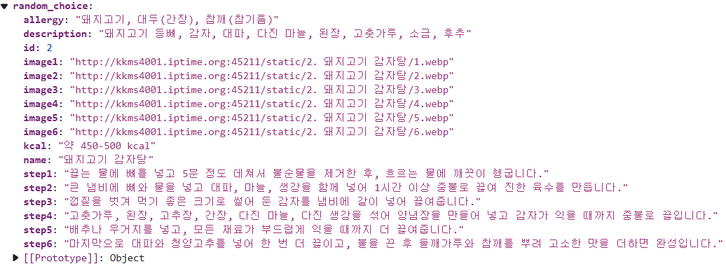 ▼ random_choice:
allergy: "돼지고기, 대두(간장), 참깨(참기름)"
description: "돼지고기 등뼈, 감자, 대파, 다진 마늘, 된장, 고춧가루, 소금, 후추"
id: 2
image1: "http://kkms4001.iptime.org:45211/static/2. 돼지고기 감자탕/1.webp"
image2: "http://kkms4001.iptime.org:45211/static/2. 돼지고기 감자탕/2.webp"
image3: "http://kkms4001.iptime.org:45211/static/2. 돼지고기 감자탕/3.webp"
image4: "http://kkms4001.iptime.org:45211/static/2. 돼지고기 감자탕/4.webp"
image5: "http://kkms4001.iptime.org:45211/static/2. 돼지고기 감자탕/5.webp"
image6: "http://kkms4001.iptime.org:45211/static/2. 돼지고기 감자탕/6.webp"
kcal: "약 450-500 kcal"
name: "돼지고기 감자탕"
step1: "끓는 물에 뼈를 넣고 5분 정도 데쳐서 불순물을 제거한 후, 흐르는 물에 깨끗이 헹굽니다."
step2: "큰 냄비에 뼈와 물을 넣고 대파, 마늘, 생강을 함께 넣어 1시간 이상 중불로 끓여 진한 육수를 만듭니다."
step3: "껍질을 벗겨 먹기 좋은 크기로 썰어 둔 감자를 냄비에 같이 넣어 끓여줍니다."
step4: "고춧가루, 된장, 고추장, 간장, 다진 마늘, 다진 생강을 섞어 양념장을 만들어 넣고 감자가 익을 때까지 중불로 끓입니다."
step5: "배추나 우거지를 넣고, 모든 재료가 부드럽게 익을 때까지 더 끓여줍니다."
step6: "마지막으로 대파와 청양고추를 넣어 한 번 더 끓이고, 불을 끈 후 들깨가루와 참깨를 뿌려 고소한 맛을 더하면 완성입니다."
▶ [[Prototype]]: Object